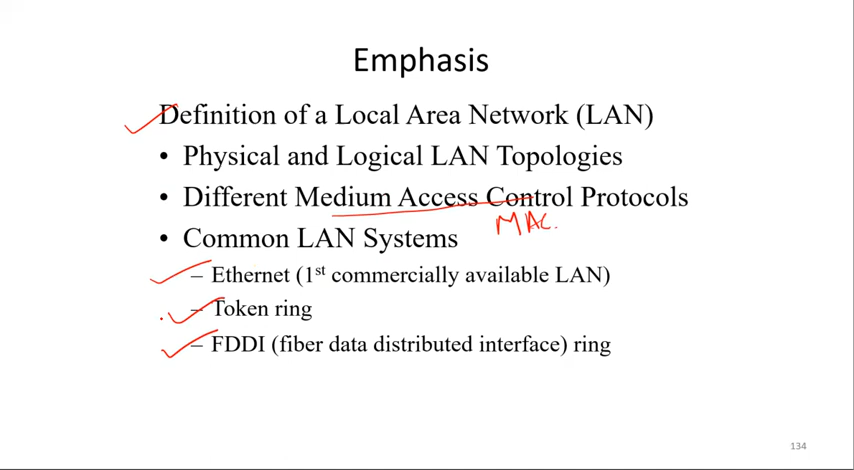 Emphasis
Definition of a Local Area Network (LAN)
• Physical and Logical LAN Topologies
• Different Medium Access Control Protocols
MAC.
• Common LAN Systems
– Ethernet (1st commercially available LAN)
– Token ring
– FDDI (fiber data distributed interface) ring
134